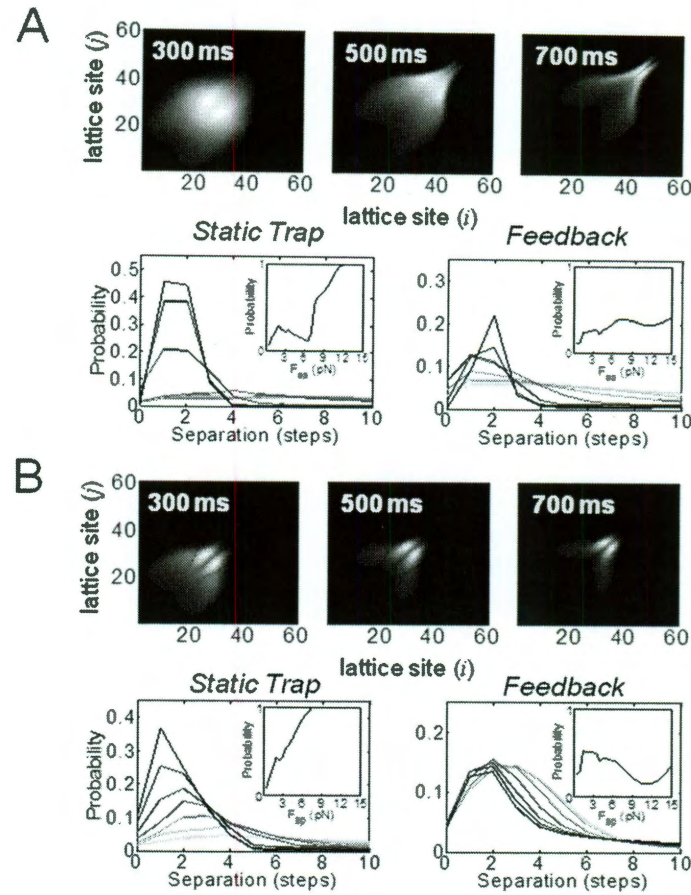 A
60
40
20
lattice site (j)
300 ms
500 ms
700 ms
20 40 60
20 40 60
20 40 60
lattice site (i)
Static Trap
Feedback
0.5
0.4
0.3
0.2
0.1
0
Probability
0 2 4 6 8 10
Separation (steps)
1
0
Probability
3 6 9 12 15
(pN)
0.3
0.2
0.1
0
0 2 4 6 8 10
Separation (steps)
1
0
Probability
3 6 9 12 15
(pN)
B
60
40
20
lattice site (j)
300 ms
500 ms
700 ms
20 40 60
20 40 60
20 40 60
lattice site (i)
Static Trap
Feedback
0.4
0.3
0.2
0.1
0
Probability
0 2 4 6 8 10
Separation (steps)
1
0
Probability
3 6 9 12 15
(pN)
0.2
0.1
0
0 2 4 6 8 10
Separation (steps)
1
0
Probability
3 6 9 12 15
(pN)